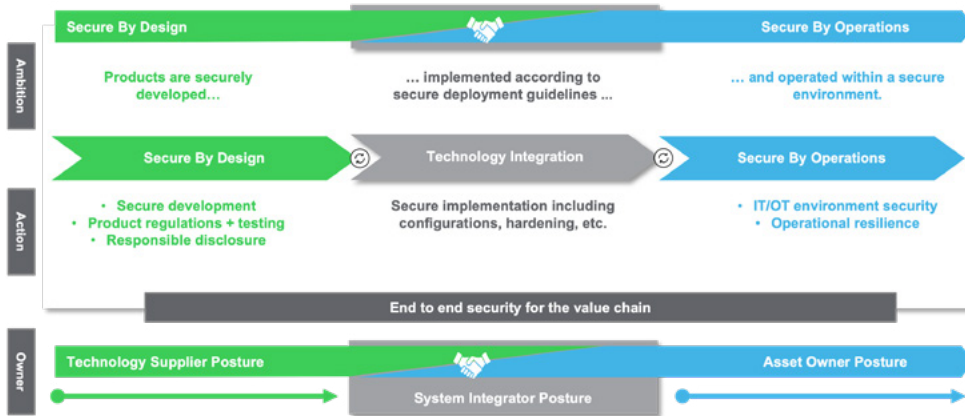 Secure By Design
Secure By Operations
Ambition
Products are securely
developed…
… implemented according to
secure deployment guidelines ...
… and operated within a secure
environment.
Secure By Design
Technology Integration
Secure By Operations
Action
• Secure development
• Product regulations + testing
• Responsible disclosure
Secure implementation including
configurations, hardening, etc.
• IT/OT environment security
• Operational resilience
End to end security for the value chain
Owner
Technology Supplier Posture
Asset Owner Posture
System Integrator Posture